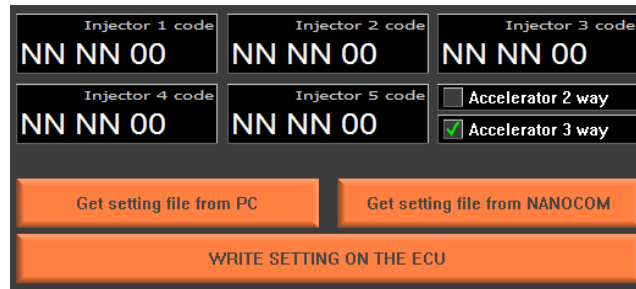 Injector 1 code
NN NN 00
Injector 2 code
NN NN 00
Injector 3 code
NN NN 00
Injector 4 code
NN NN 00
Injector 5 code
NN NN 00
Accelerator 2 way
Accelerator 3 way
Get setting file from PC
Get setting file from NANOCOM
WRITE SETTING ON THE ECU